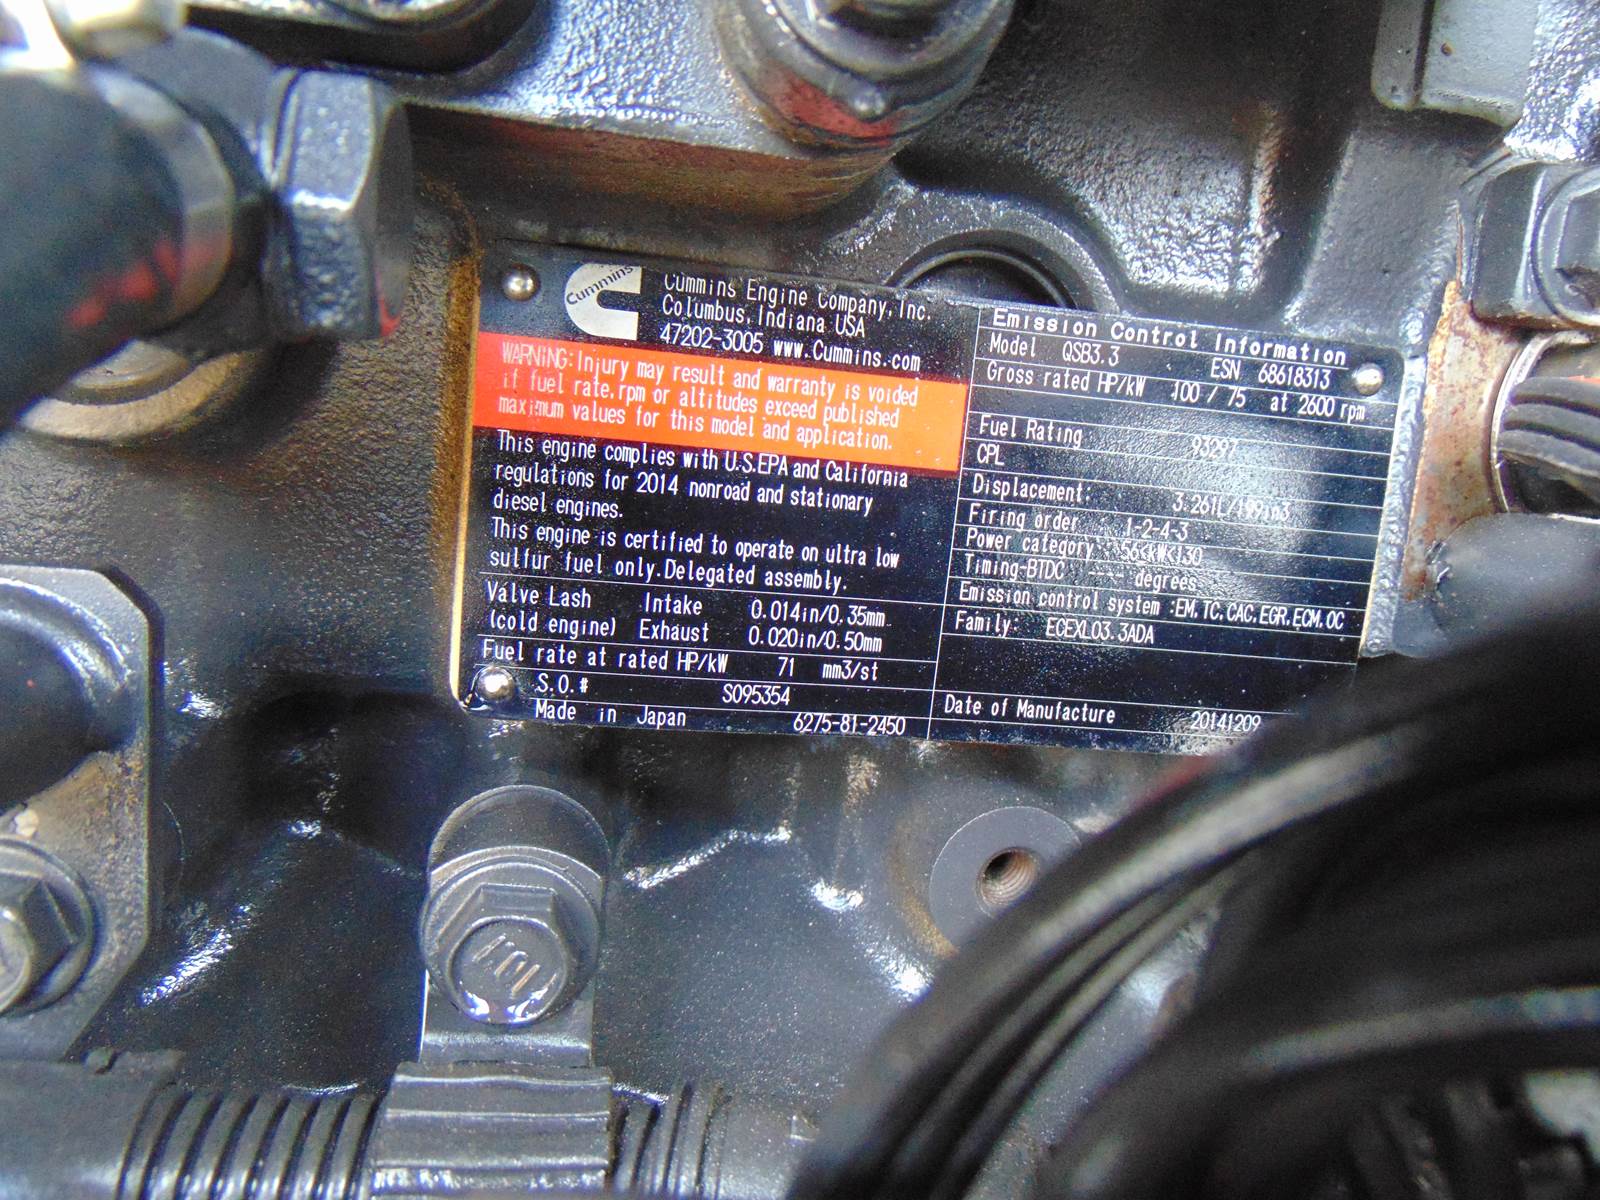 Cummins
Cummins Engine Company, Inc.
Columbus, Indiana USA
47202-3005 www.Cummins.com
WARNING: Injury may result and warranty is voided
if fuel rate, rpm or altitudes exceed published
maximum values for this model and application.
This engine complies with U.S.EPA and California
regulations for 2014 nonroad and stationary
diesel engines.
This engine is certified to operate on ultra low
sulfur fuel only. Delegated assembly.
Valve Lash Intake 0.014in/0.35mm
(cold engine) Exhaust 0.020in/0.50mm
Fuel rate at rated HP/kW 71 mm3/st
S.O.# SO95354
Made in Japan 6275-81-2450
Emission Control Information
Model QSB3.3 ESN 68618313
Gross rated HP/kW 100 / 75 at 2600 rpm
Fuel Rating 93297
CPL
Displacement: 3.261L/199in3
Firing order 1-2-4-3
Power category: 56<kW<130
Timing-BTDC ---- degrees
Emission control system :EM,TC,CAC,EGR,ECM,OC
Family: ECEXL03.3ADA
Date of Manufacture 20141209